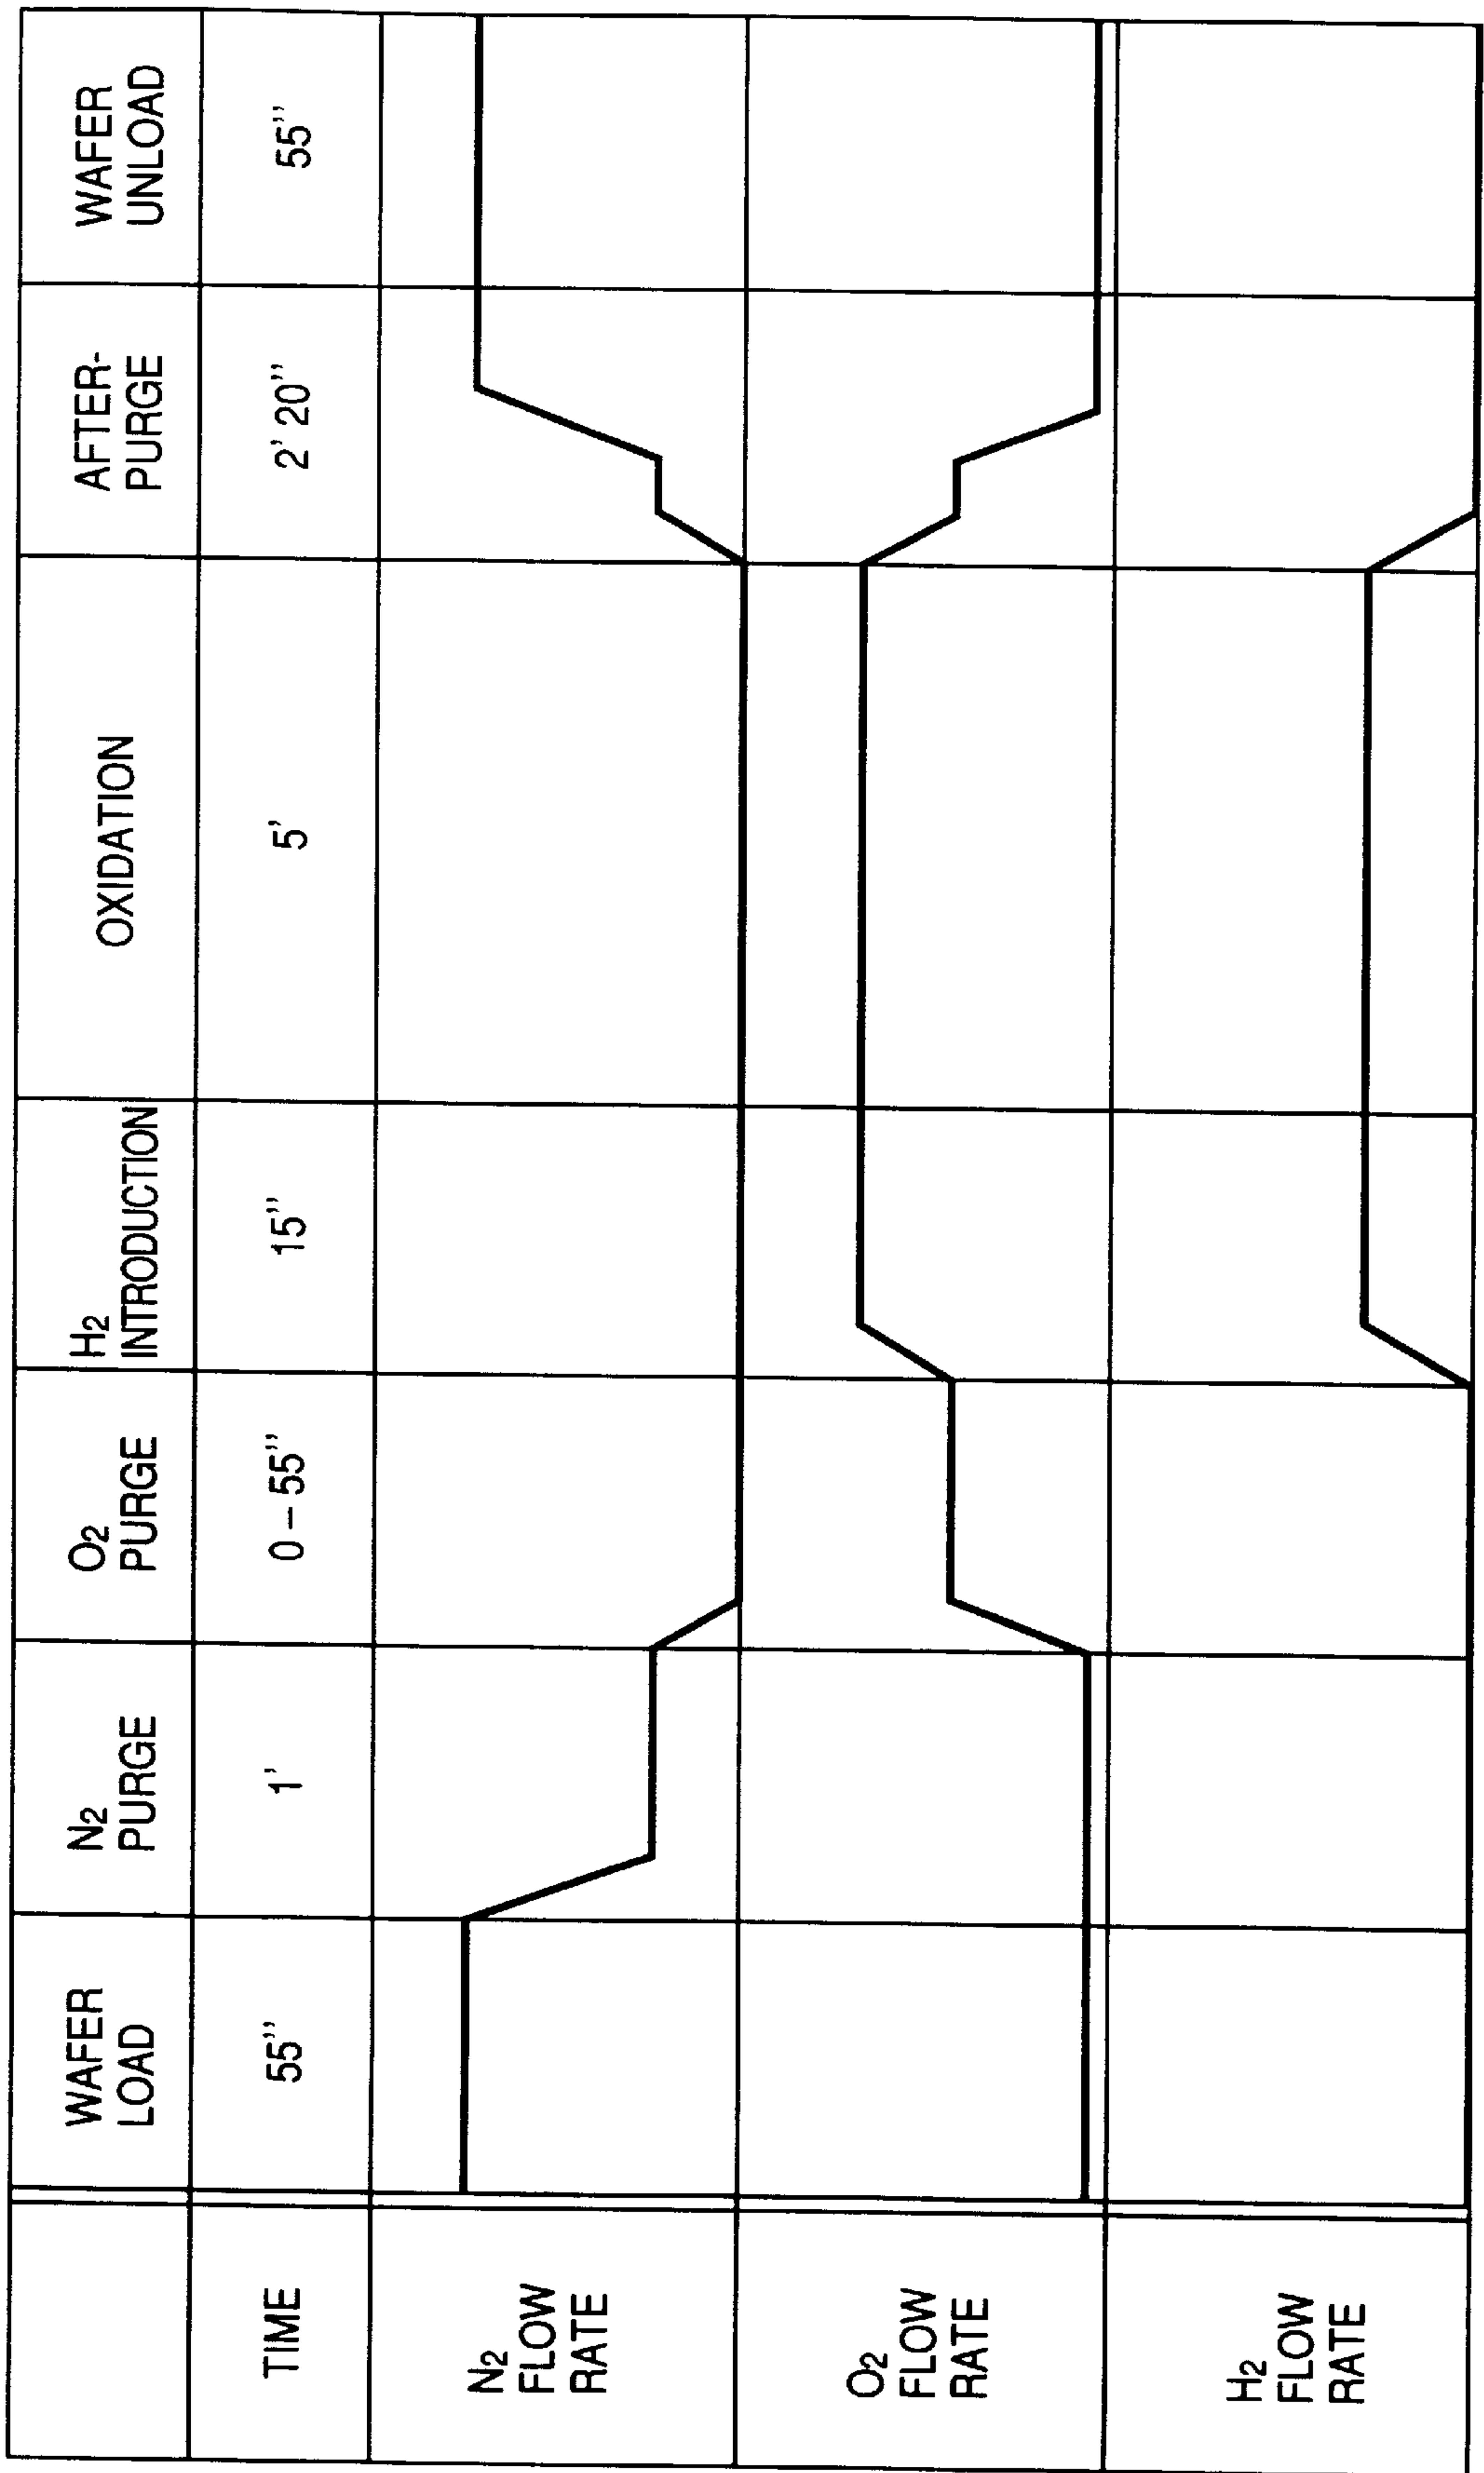 WAFER
LOAD
N2
PURGE
O2
PURGE
H2
INTRODUCTION
OXIDATION
AFTER-
PURGE
WAFER
UNLOAD
TIME
55"
1'
0 – 55"
15"
5'
2' 20"
55"
N2
FLOW
RATE
O2
FLOW
RATE
H2
FLOW
RATE